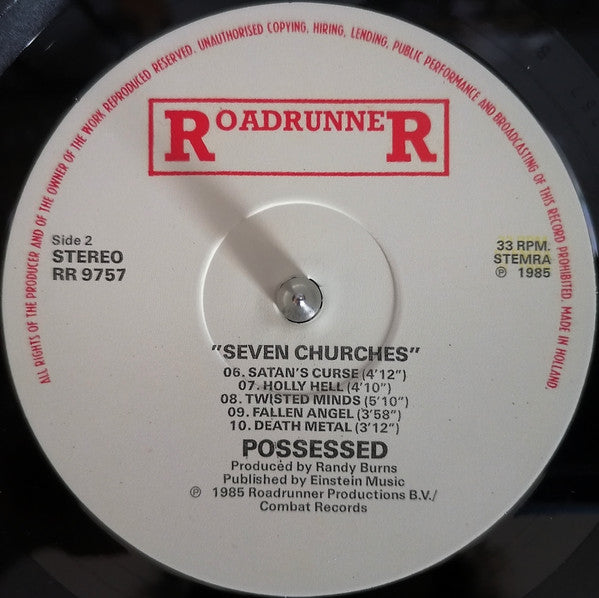 ALL RIGHTS OF THE PRODUCER AND OF THE OWNER OF THE WORK REPRODUCED RESERVED. UNAUTHORISED COPYING, HIRING, LENDING, PUBLIC PERFORMANCE AND BROADCASTING OF THIS RECORD PROHIBITED. MADE IN HOLLAND.
ROADRUNNER
Side 2
STEREO
RR 9757
33 RPM.
STEMRA
℗ 1985
"SEVEN CHURCHES"
06. SATAN'S CURSE (4'12")
07. HOLLY HELL (4'10")
08. TWISTED MINDS (5'10")
09. FALLEN ANGEL (3'58")
10. DEATH METAL (3'12")
POSSESSED
Produced by Randy Burns
Published by Einstein Music
℗ 1985 Roadrunner Productions B.V./
Combat Records